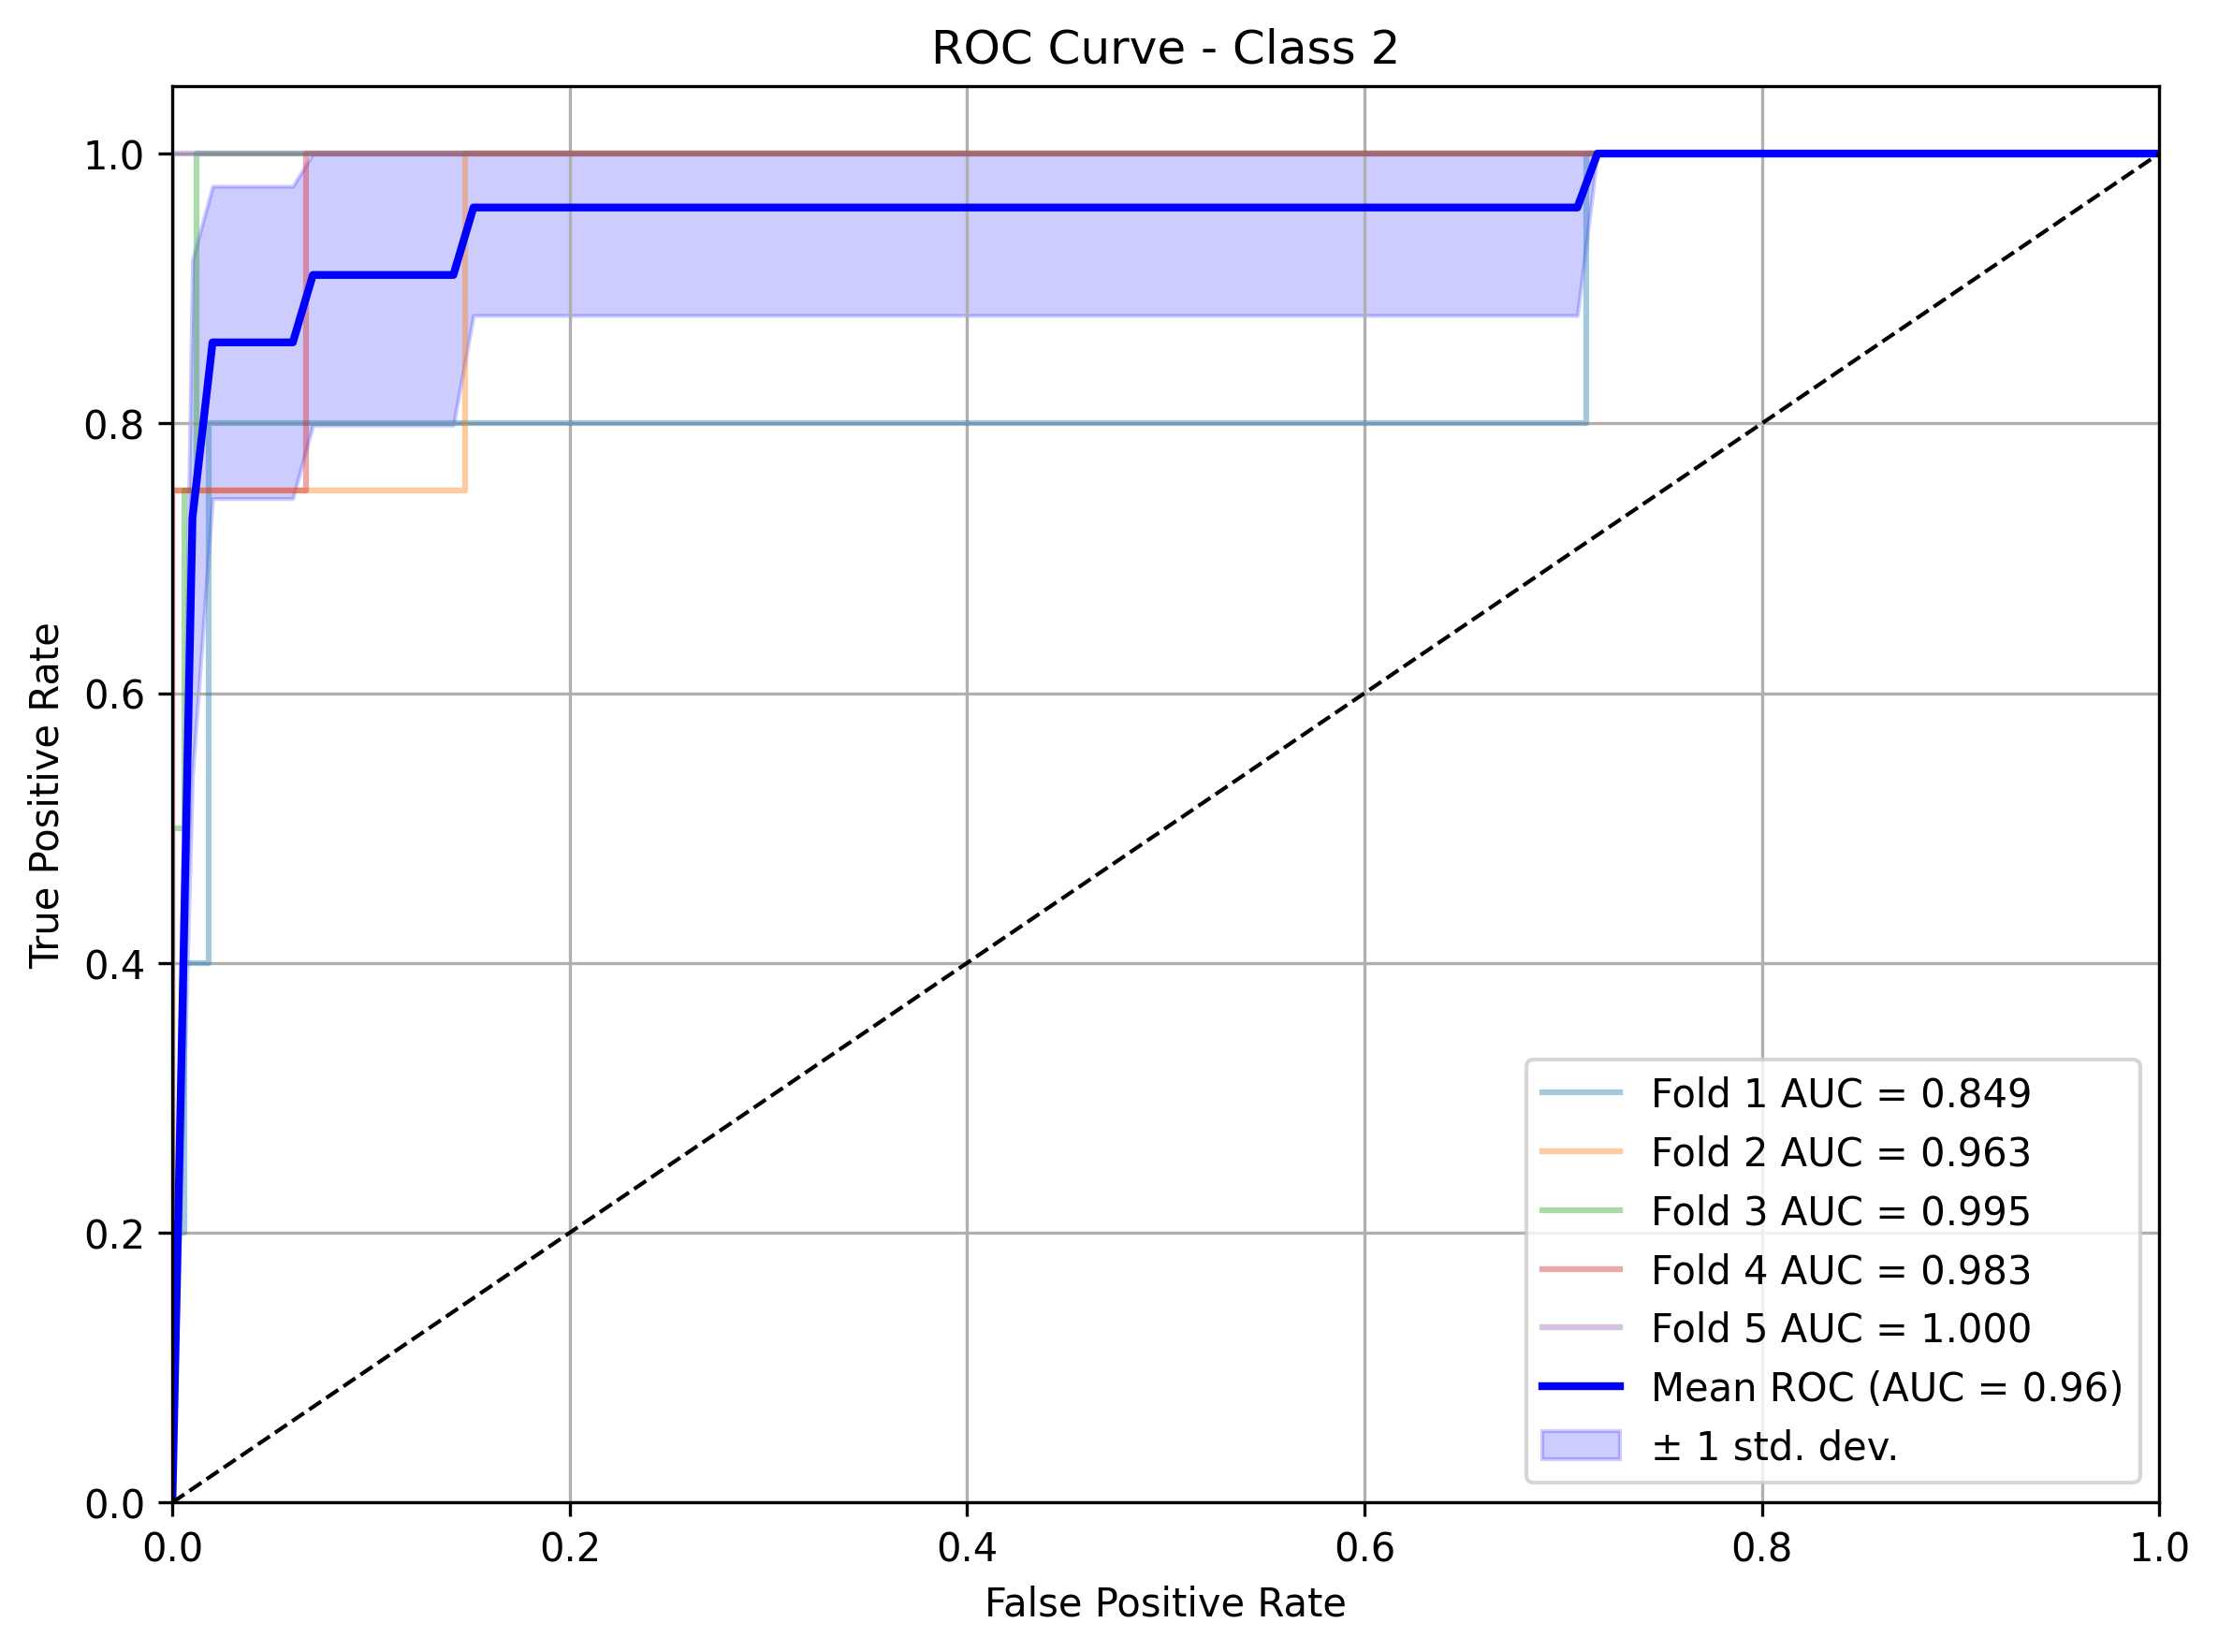 ROC Curve - Class 2
True Positive Rate
1.0
0.8
0.6
0.4
0.2
0.0
0.0 0.2 0.4 0.6 0.8 1.0
False Positive Rate
Fold 1 AUC = 0.849
Fold 2 AUC = 0.963
Fold 3 AUC = 0.995
Fold 4 AUC = 0.983
Fold 5 AUC = 1.000
Mean ROC (AUC = 0.96)
± 1 std. dev.